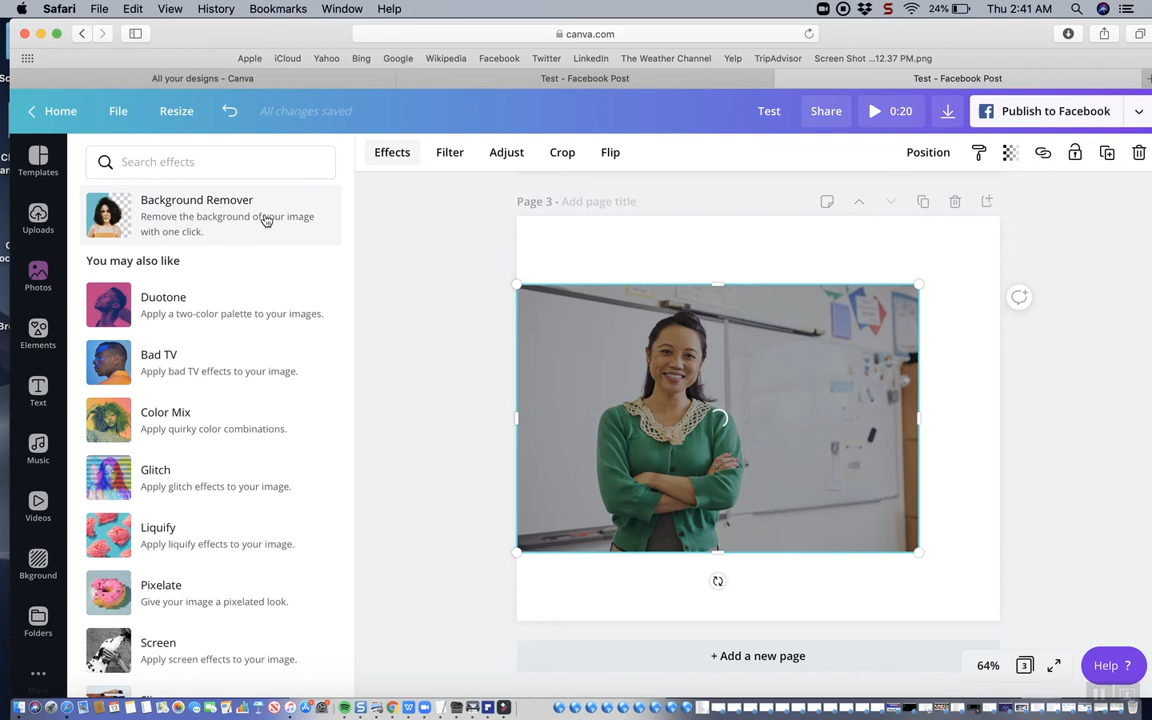 Safari File Edit View History Bookmarks Window Help 24% Thu 2:41 AM
canva.com
Apple iCloud Yahoo Bing Google Wikipedia Facebook Twitter LinkedIn The Weather Channel Yelp TripAdvisor Screen Shot ...12.37 PM.png
All your designs - Canva Test - Facebook Post Test - Facebook Post
Home File Resize All changes saved Test Share 0:20 Publish to Facebook
Effects Filter Adjust Crop Flip Position
Templates
Uploads
Photos
Elements
Text
Music
Videos
Bkground
Folders
Search effects
Background Remover
Remove the background of your image
with one click.
You may also like
Duotone
Apply a two-color palette to your images.
Bad TV
Apply bad TV effects to your image.
Color Mix
Apply quirky color combinations.
Glitch
Apply glitch effects to your image.
Liquify
Apply liquify effects to your image.
Pixelate
Give your image a pixelated look.
Screen
Apply screen effects to your image.
Page 3 - Add page title
+ Add a new page
64% 3 Help ?